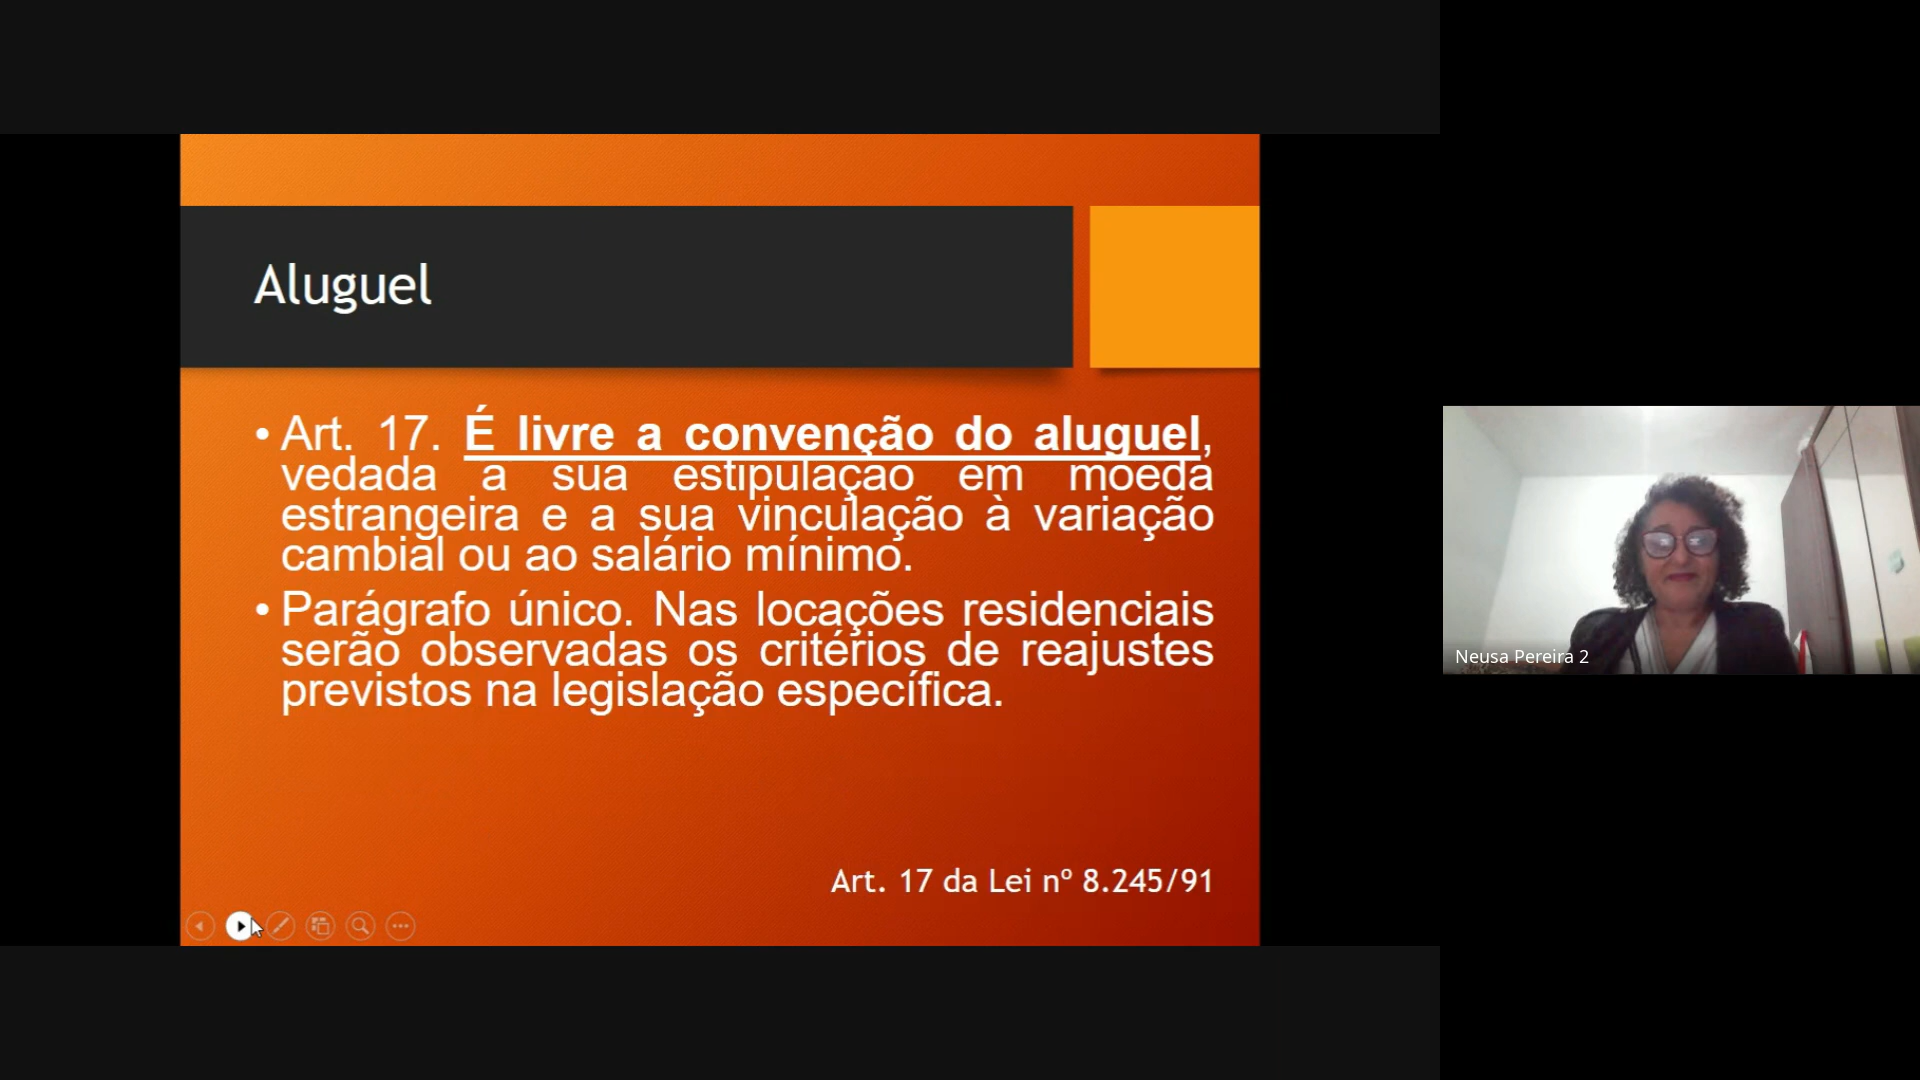 Aluguel
• Art. 17. É livre a convenção do aluguel,
vedada a sua estipulação em moeda
estrangeira e a sua vinculação à variação
cambial ou ao salário mínimo.
• Parágrafo único. Nas locações residenciais
serão observadas os critérios de reajustes
previstos na legislação específica.
Art. 17 da Lei nº 8.245/91
Neusa Pereira 2